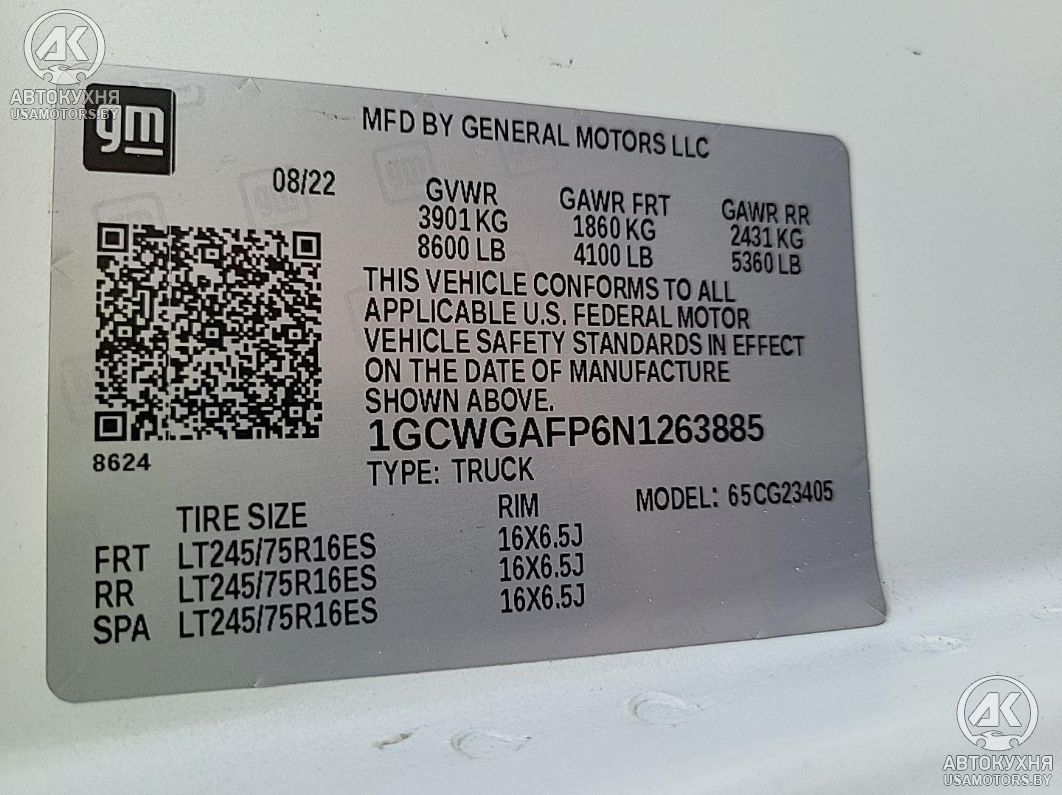 АК
АВТОКУХНЯ
USAMOTORS.BY
gm
MFD BY GENERAL MOTORS LLC
08/22
GVWR
3901 KG
8600 LB
GAWR FRT
1860 KG
4100 LB
GAWR RR
2431 KG
5360 LB
THIS VEHICLE CONFORMS TO ALL
APPLICABLE U.S. FEDERAL MOTOR
VEHICLE SAFETY STANDARDS IN EFFECT
ON THE DATE OF MANUFACTURE
SHOWN ABOVE.
1GCWGAFP6N1263885
8624
TYPE: TRUCK
MODEL: 65CG23405
TIRE SIZE RIM
FRT LT245/75R16ES 16X6.5J
RR LT245/75R16ES 16X6.5J
SPA LT245/75R16ES 16X6.5J
АК
АВТОКУХНЯ
USAMOTORS.BY